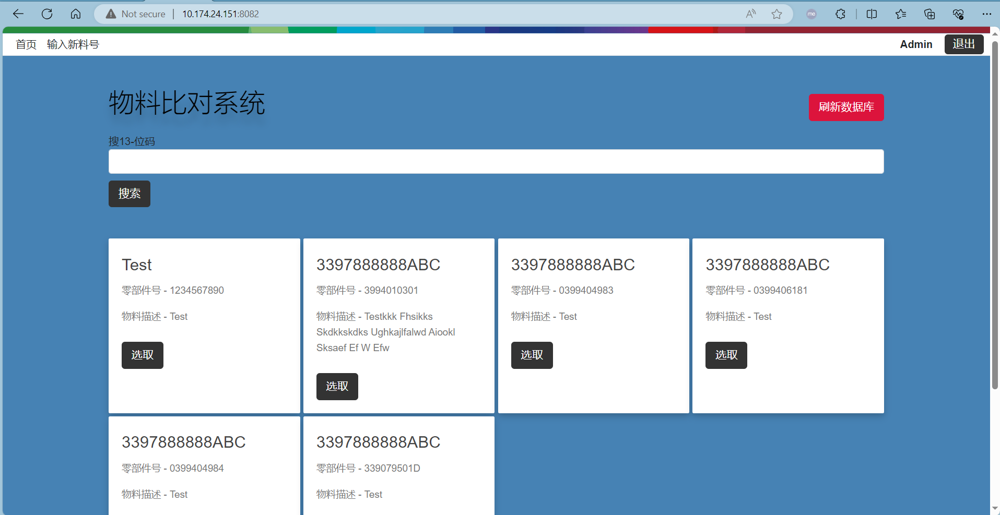 Not secure
10.174.24.151:8082
me
首页 输入新料号
Admin 退出
物料比对系统
刷新数据库
搜13-位码
搜索
Test
零部件号 - 1234567890
物料描述 - Test
选取
3397888888ABC
零部件号 - 3994010301
物料描述 - Testkkk Fhsikks
Skdkkskdks Ughkajlfalwd Aiookl
Sksaef Ef W Efw
选取
3397888888ABC
零部件号 - 0399404983
物料描述 - Test
选取
3397888888ABC
零部件号 - 0399406181
物料描述 - Test
选取
3397888888ABC
零部件号 - 0399404984
物料描述 - Test
3397888888ABC
零部件号 - 339079501D
物料描述 - Test